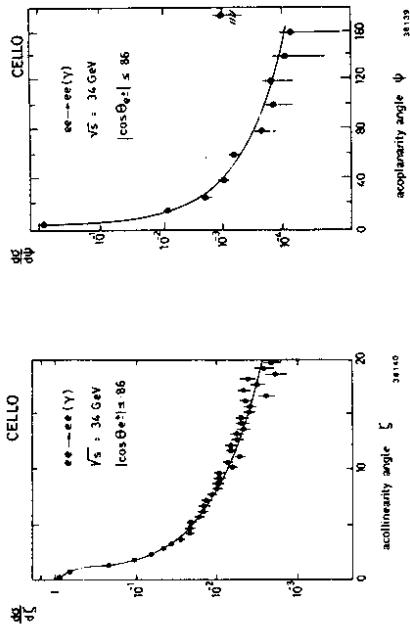 CELLO
dσ
dζ
ee → ee (γ)
√s = 34 GeV
|cos Θe±| ≤ .86
1
10⁻¹
10⁻²
10⁻³
0
10
20
acollinearity angle ζ
38140
CELLO
dσ
dψ
ee → ee (γ)
√s = 34 GeV
|cos Θe±| ≤ .86
10⁻¹
10⁻²
10⁻³
10⁻⁴
0
40
80
120
160
acoplanarity angle ψ
38139